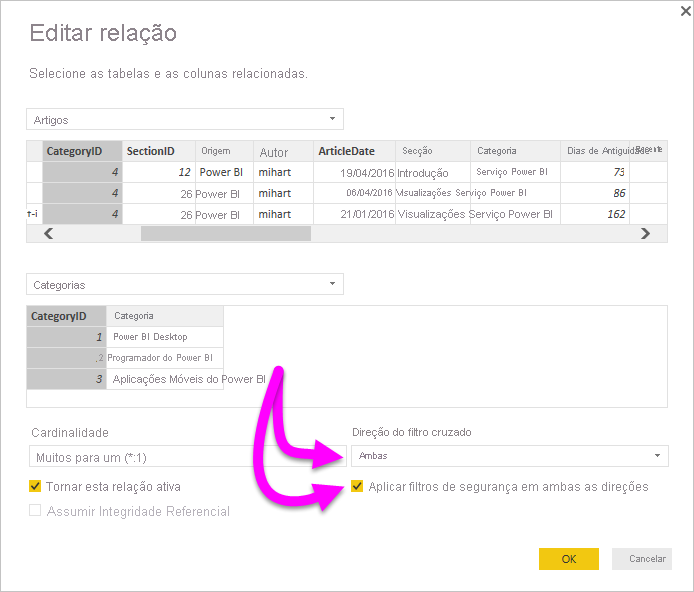 Editar relação
Selecione as tabelas e as colunas relacionadas.
Artigos
CategoryID SectionID Origem Autor ArticleDate Secção Categoria Dias de Antiguidade
4 12 Power BI mihart 19/04/2016 Introdução Serviço Power BI 73
4 26 Power BI mihart 06/04/2016 Visualizações Serviço Power BI 86
r-i 4 26 Power BI mihart 21/01/2016 Visualizações Serviço Power BI 162
Categorias
CategoryID Categoria
1 Power BI Desktop
2 Programador do Power BI
3 Aplicações Móveis do Power BI
Cardinalidade Direção do filtro cruzado
Muitos para um (*:1) Ambas
Tornar esta relação ativa Aplicar filtros de segurança em ambas as direções
Assumir Integridade Referencial
OK Cancelar